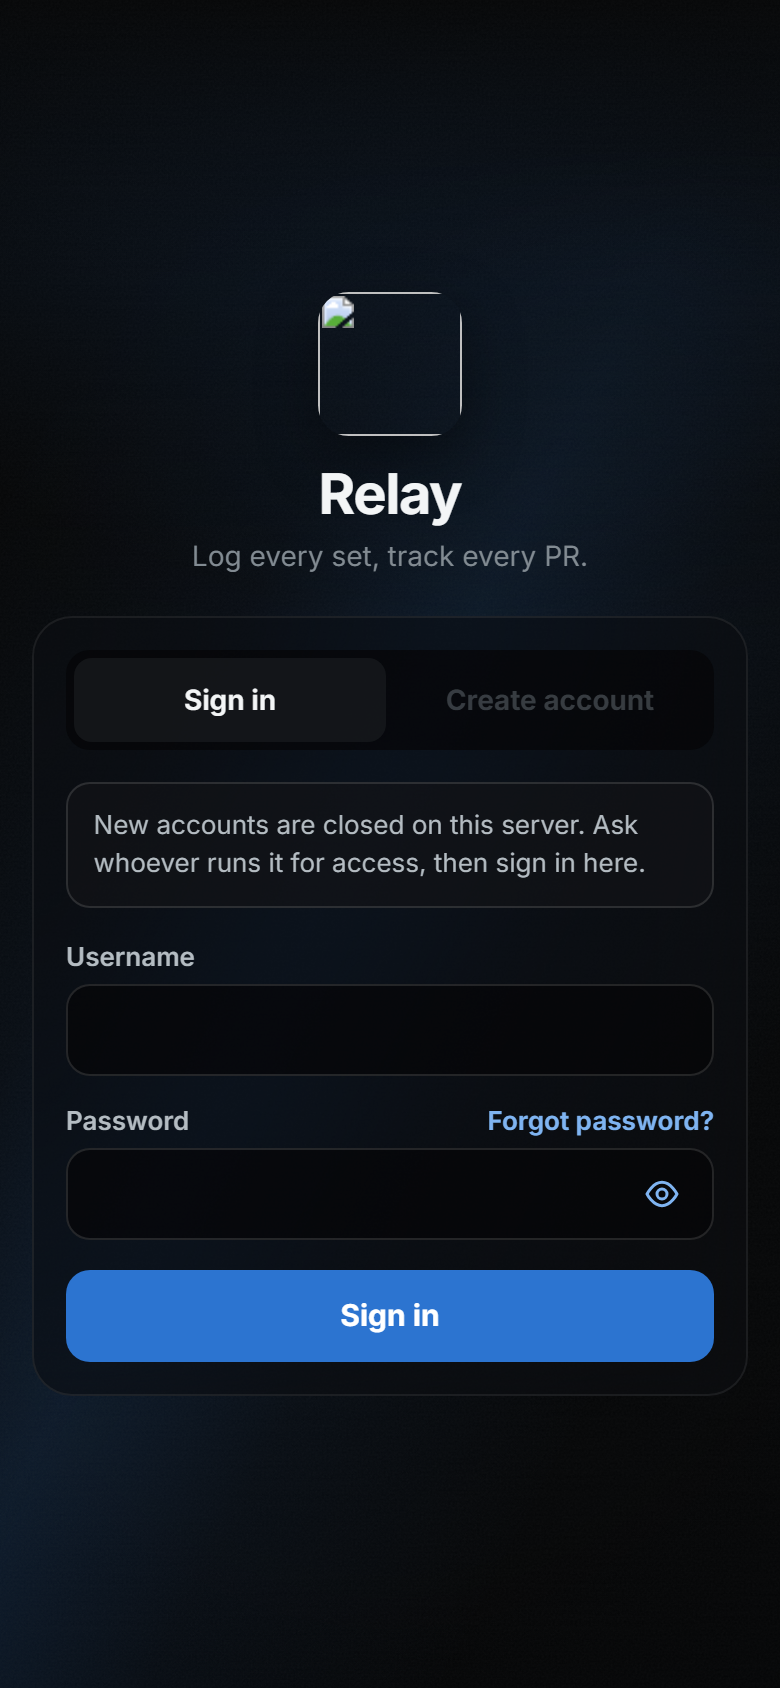 Relay
Log every set, track every PR.
Sign in
Create account
New accounts are closed on this server. Ask
whoever runs it for access, then sign in here.
Username
Password
Forgot password?
Sign in